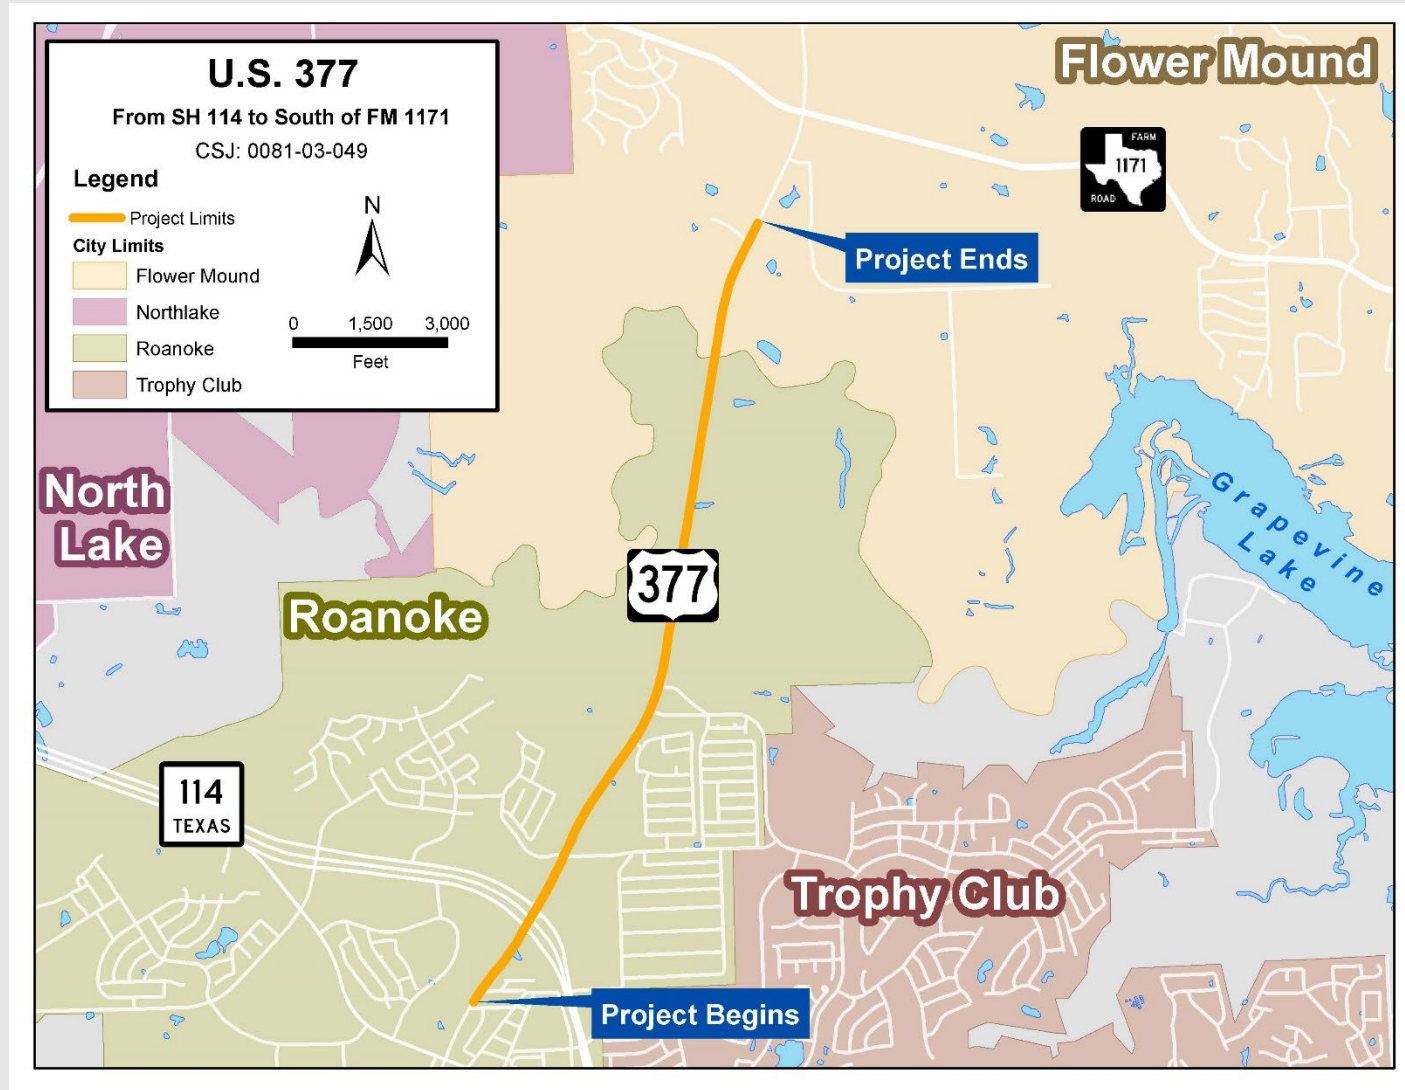 U.S. 377
From SH 114 to South of FM 1171
CSJ: 0081-03-049
Legend
Project Limits
City Limits
Flower Mound
Northlake
Roanoke
Trophy Club
N
0 1,500 3,000
Feet
Flower Mound
FARM
1171
ROAD
Project Ends
North
Lake
Grapevine
Lake
377
Roanoke
114
TEXAS
Trophy Club
Project Begins